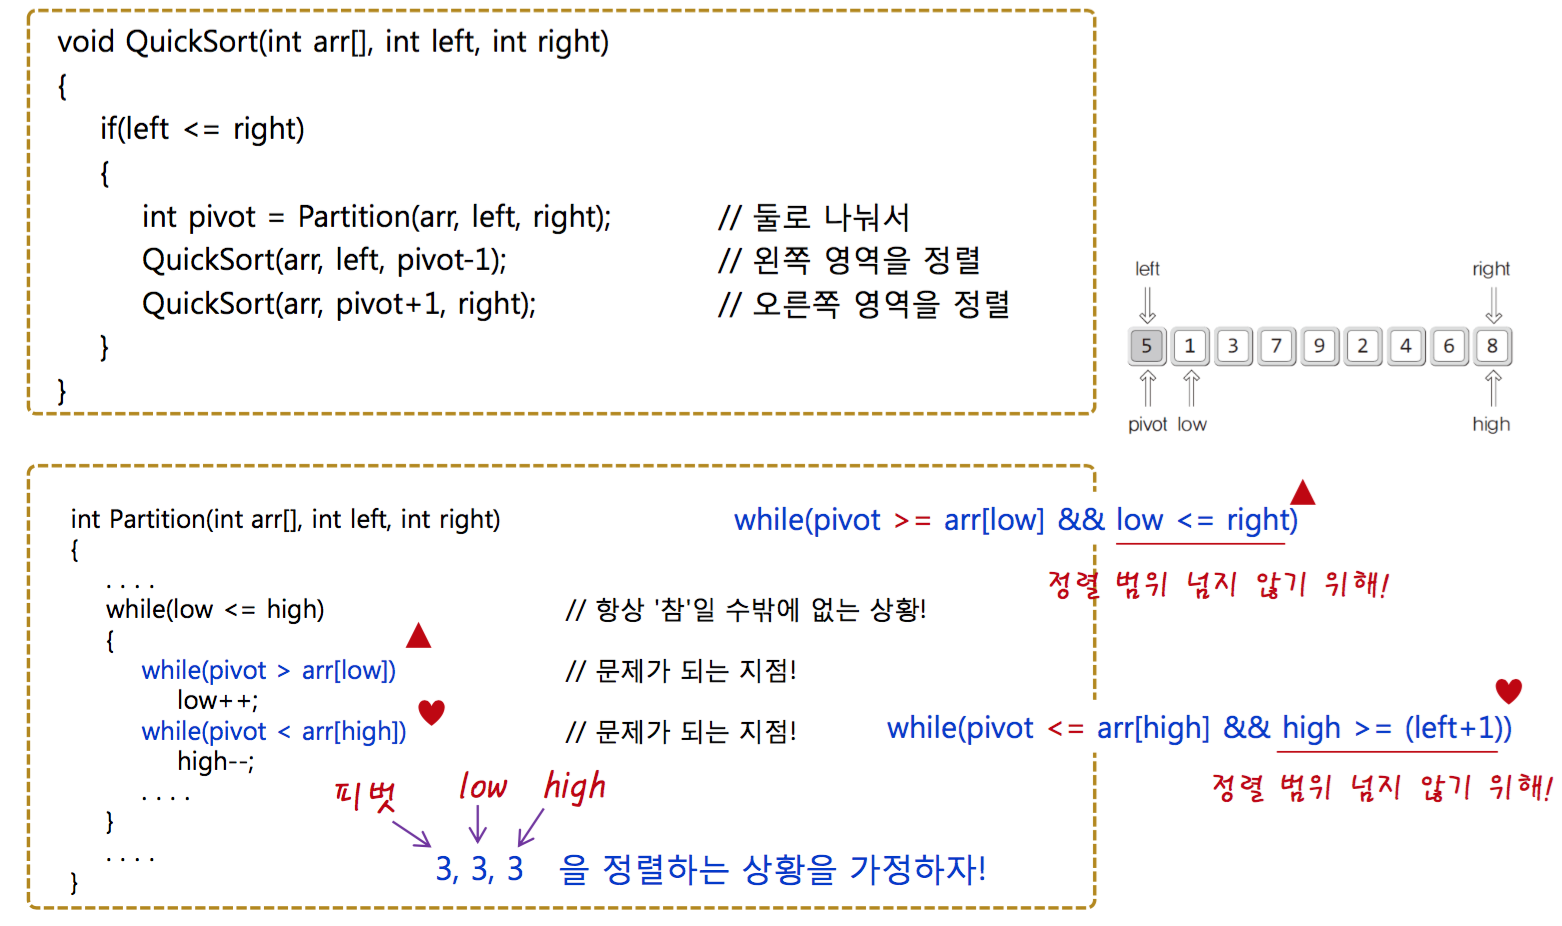 void QuickSort(int arr[], int left, int right)
{
if(left <= right)
{
int pivot = Partition(arr, left, right); // 둘로 나눠서
QuickSort(arr, left, pivot-1); // 왼쪽 영역을 정렬
QuickSort(arr, pivot+1, right); // 오른쪽 영역을 정렬
}
}
left right
5 1 3 7 9 2 4 6 8
pivot low high
int Partition(int arr[], int left, int right)
{
. . . .
while(low <= high) // 항상 '참'일 수밖에 없는 상황!
{
while(pivot > arr[low]) // 문제가 되는 지점!
low++;
while(pivot < arr[high]) // 문제가 되는 지점!
high--;
. . . .
}
. . . .
}
피벗 low high
3, 3, 3 을 정렬하는 상황을 가정하자!
while(pivot >= arr[low] && low <= right)
정렬 범위 넘지 않기 위해!
while(pivot <= arr[high] && high >= (left+1))
정렬 범위 넘지 않기 위해!